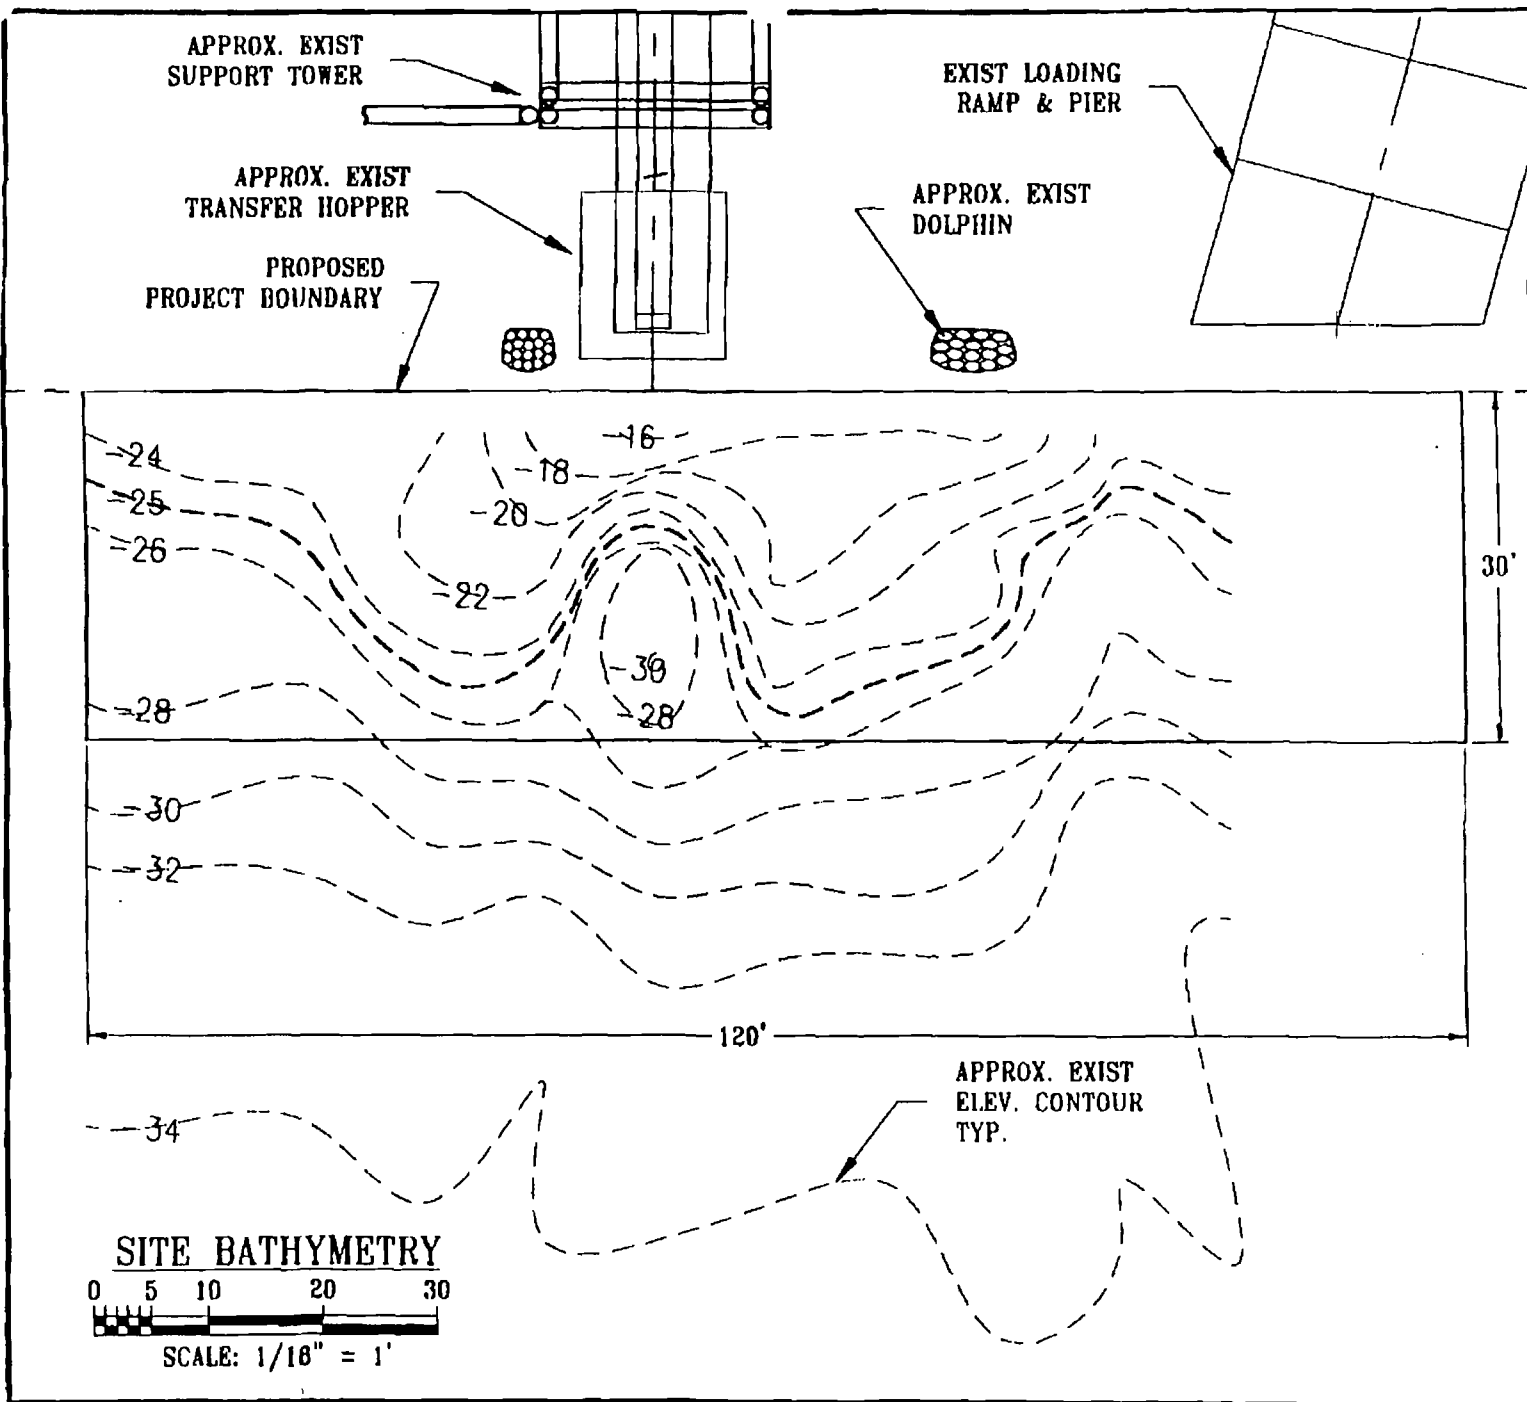 APPROX. EXIST
SUPPORT TOWER
EXIST LOADING
RAMP & PIER
APPROX. EXIST
TRANSFER HOPPER
APPROX. EXIST
DOLPHIN
PROPOSED
PROJECT BOUNDARY
-16
-24
-18
-25
-20
-26
30'
-22
-28
-28
-30
-32
120'
APPROX. EXIST
ELEV. CONTOUR
TYP.
-34
SITE BATHYMETRY
0 5 10 20 30
SCALE: 1/16" = 1'